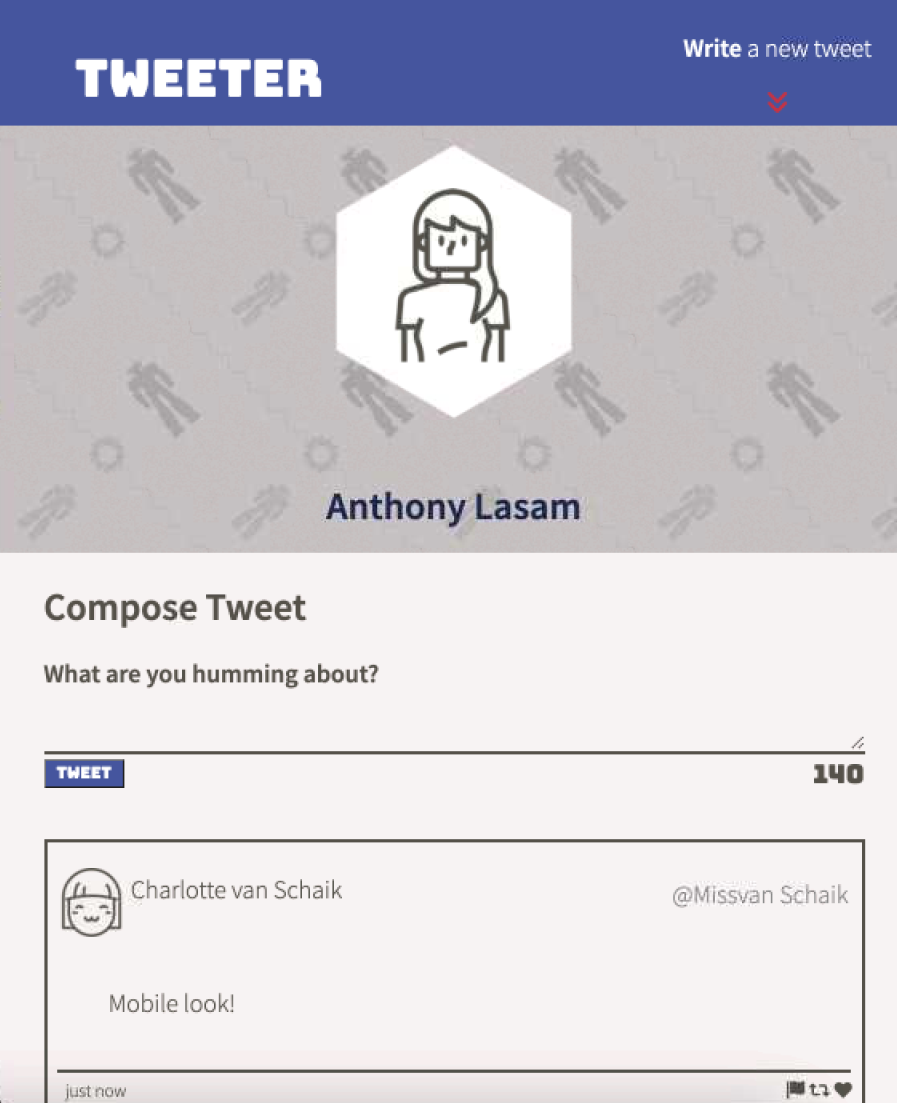 TWEETER
Write a new tweet
Anthony Lasam
Compose Tweet
What are you humming about?
TWEET
140
Charlotte van Schaik
@Missvan Schaik
Mobile look!
just now